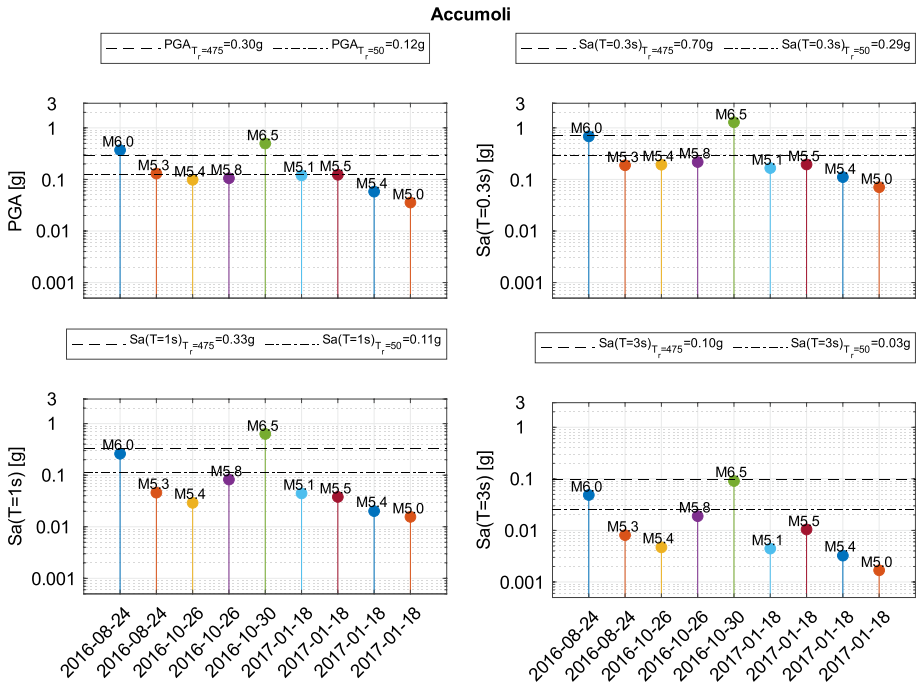 Accumoli
PGA_{T_r=475}=0.30g PGA_{T_r=50}=0.12g
3
1
0.1
0.01
0.001
PGA [g]
M6.0
M5.3
M5.4
M5.8
M6.5
M5.1
M5.5
M5.4
M5.0
Sa(T=0.3s)_{T_r=475}=0.70g Sa(T=0.3s)_{T_r=50}=0.29g
3
1
0.1
0.01
0.001
Sa(T=0.3s) [g]
M6.0
M5.3
M5.4
M5.8
M6.5
M5.1
M5.5
M5.4
M5.0
Sa(T=1s)_{T_r=475}=0.33g Sa(T=1s)_{T_r=50}=0.11g
3
1
0.1
0.01
0.001
Sa(T=1s) [g]
M6.0
M5.3
M5.4
M5.8
M6.5
M5.1
M5.5
M5.4
M5.0
2016-08-24
2016-08-24
2016-10-26
2016-10-26
2016-10-30
2017-01-18
2017-01-18
2017-01-18
2017-01-18
Sa(T=3s)_{T_r=475}=0.10g Sa(T=3s)_{T_r=50}=0.03g
3
1
0.1
0.01
0.001
Sa(T=3s) [g]
M6.0
M5.3
M5.4
M5.8
M6.5
M5.1
M5.5
M5.4
M5.0
2016-08-24
2016-08-24
2016-10-26
2016-10-26
2016-10-30
2017-01-18
2017-01-18
2017-01-18
2017-01-18